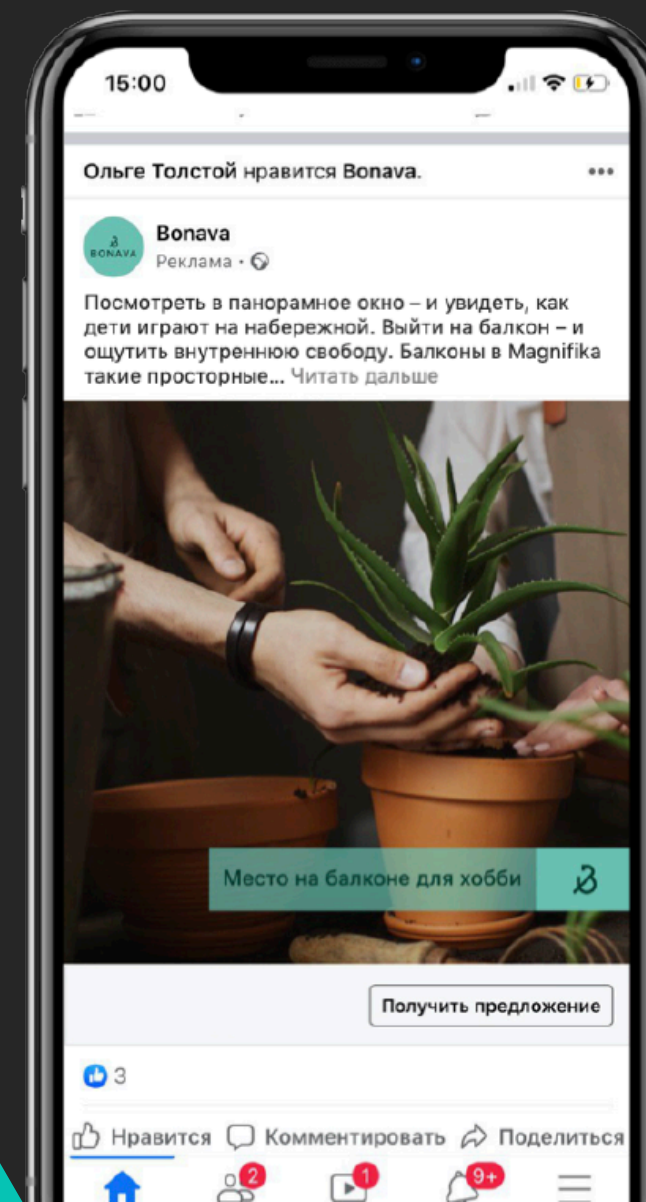 15:00
Ольге Толстой нравится Bonava.
BONAVA
Bonava
Реклама
Посмотреть в панорамное окно – и увидеть, как
дети играют на набережной. Выйти на балкон – и
ощутить внутреннюю свободу. Балконы в Magnifika
такие просторные... Читать дальше
Место на балконе для хобби
Получить предложение
3
Нравится Комментировать Поделиться
2 1 9+